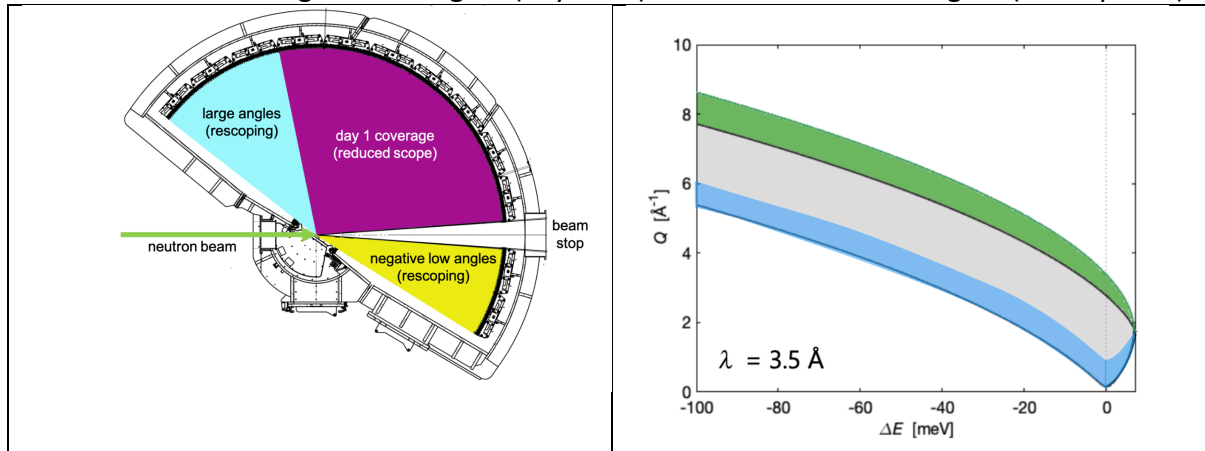 large angles
(rescoping)
day 1 coverage
(reduced scope)
neutron beam
beam
stop
negative low angles
(rescoping)
10
8
6
4
2
0
Q [Å⁻¹]
λ = 3.5 Å
-100
-80
-60
-40
-20
0
ΔE [meV]